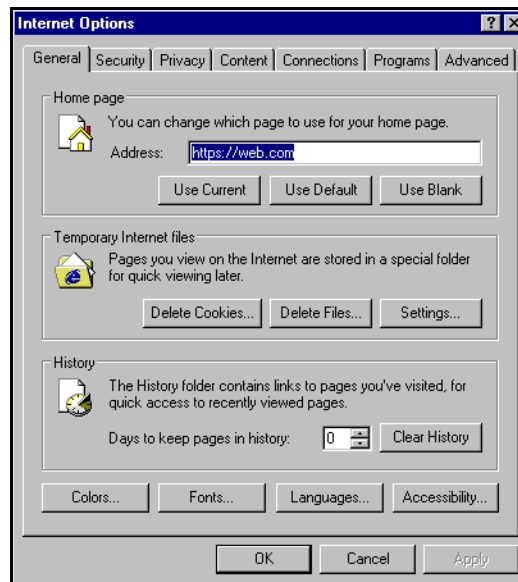 Internet Options
General Security Privacy Content Connections Programs Advanced
Home page
You can change which page to use for your home page.
Address: https://web.com
Use Current Use Default Use Blank
Temporary Internet files
Pages you view on the Internet are stored in a special folder
for quick viewing later.
Delete Cookies... Delete Files... Settings...
History
The History folder contains links to pages you've visited, for
quick access to recently viewed pages.
Days to keep pages in history: 0 Clear History
Colors... Fonts... Languages... Accessibility...
OK Cancel Apply